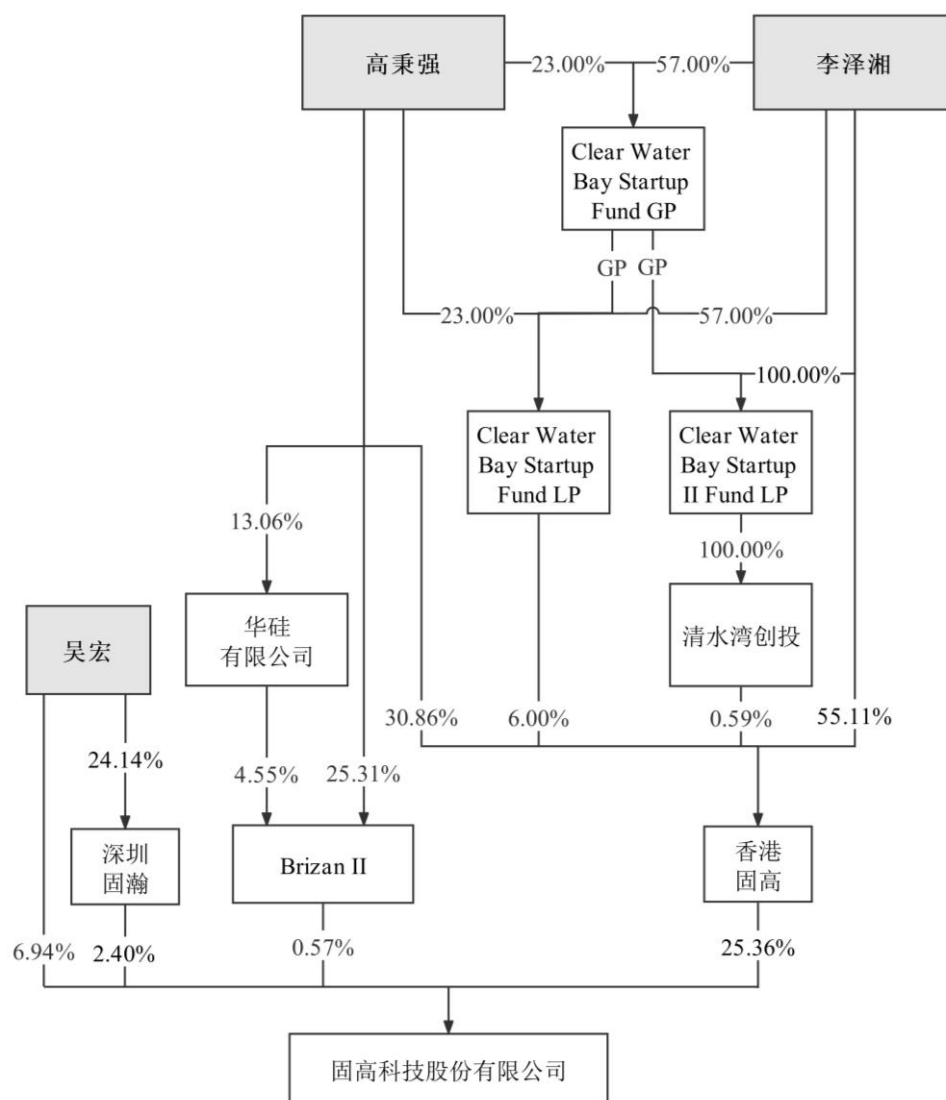 高秉强
23.00%
57.00%
李泽湘
Clear Water
Bay Startup
Fund GP
GP
GP
23.00%
57.00%
100.00%
Clear Water
Bay Startup
Fund LP
Clear Water
Bay Startup
II Fund LP
13.06%
100.00%
吴宏
华硅
有限公司
清水湾创投
30.86%
6.00%
0.59%
55.11%
24.14%
4.55%
25.31%
深圳
固瀚
Brizan II
香港
固高
6.94%
2.40%
0.57%
25.36%
固高科技股份有限公司